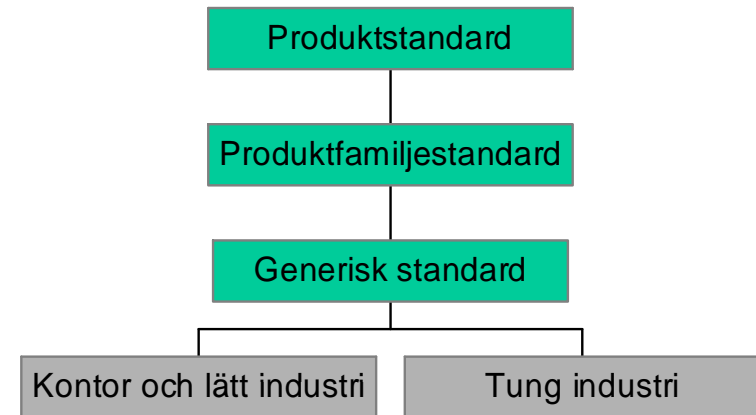 Produktstandard
Produktfamiljestandard
Generisk standard
Kontor och lätt industri
Tung industri